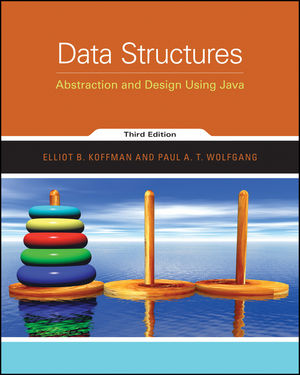 Data Structures
Abstraction and Design Using Java
Third Edition
ELLIOT B. KOFFMAN AND PAUL A. T. WOLFGANG